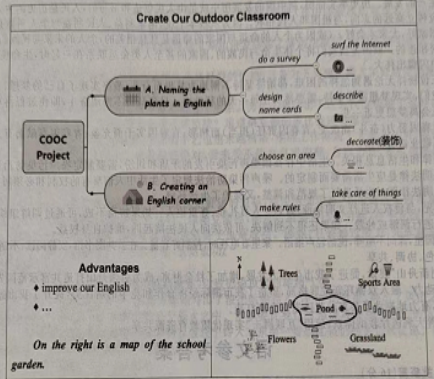 Create Our Outdoor Classroom
COOC
Project
A. Naming the
plants in English
do a survey
surf the Internet
...
design
name cards
describe
...
B. Creating an
English corner
choose an area
decorate(装饰)
...
make rules
take care of things
...
Advantages
♦ improve our English
♦ ...
On the right is a map of the school
garden.
N
Trees
Sports Area
Pond
Flowers
Grassland